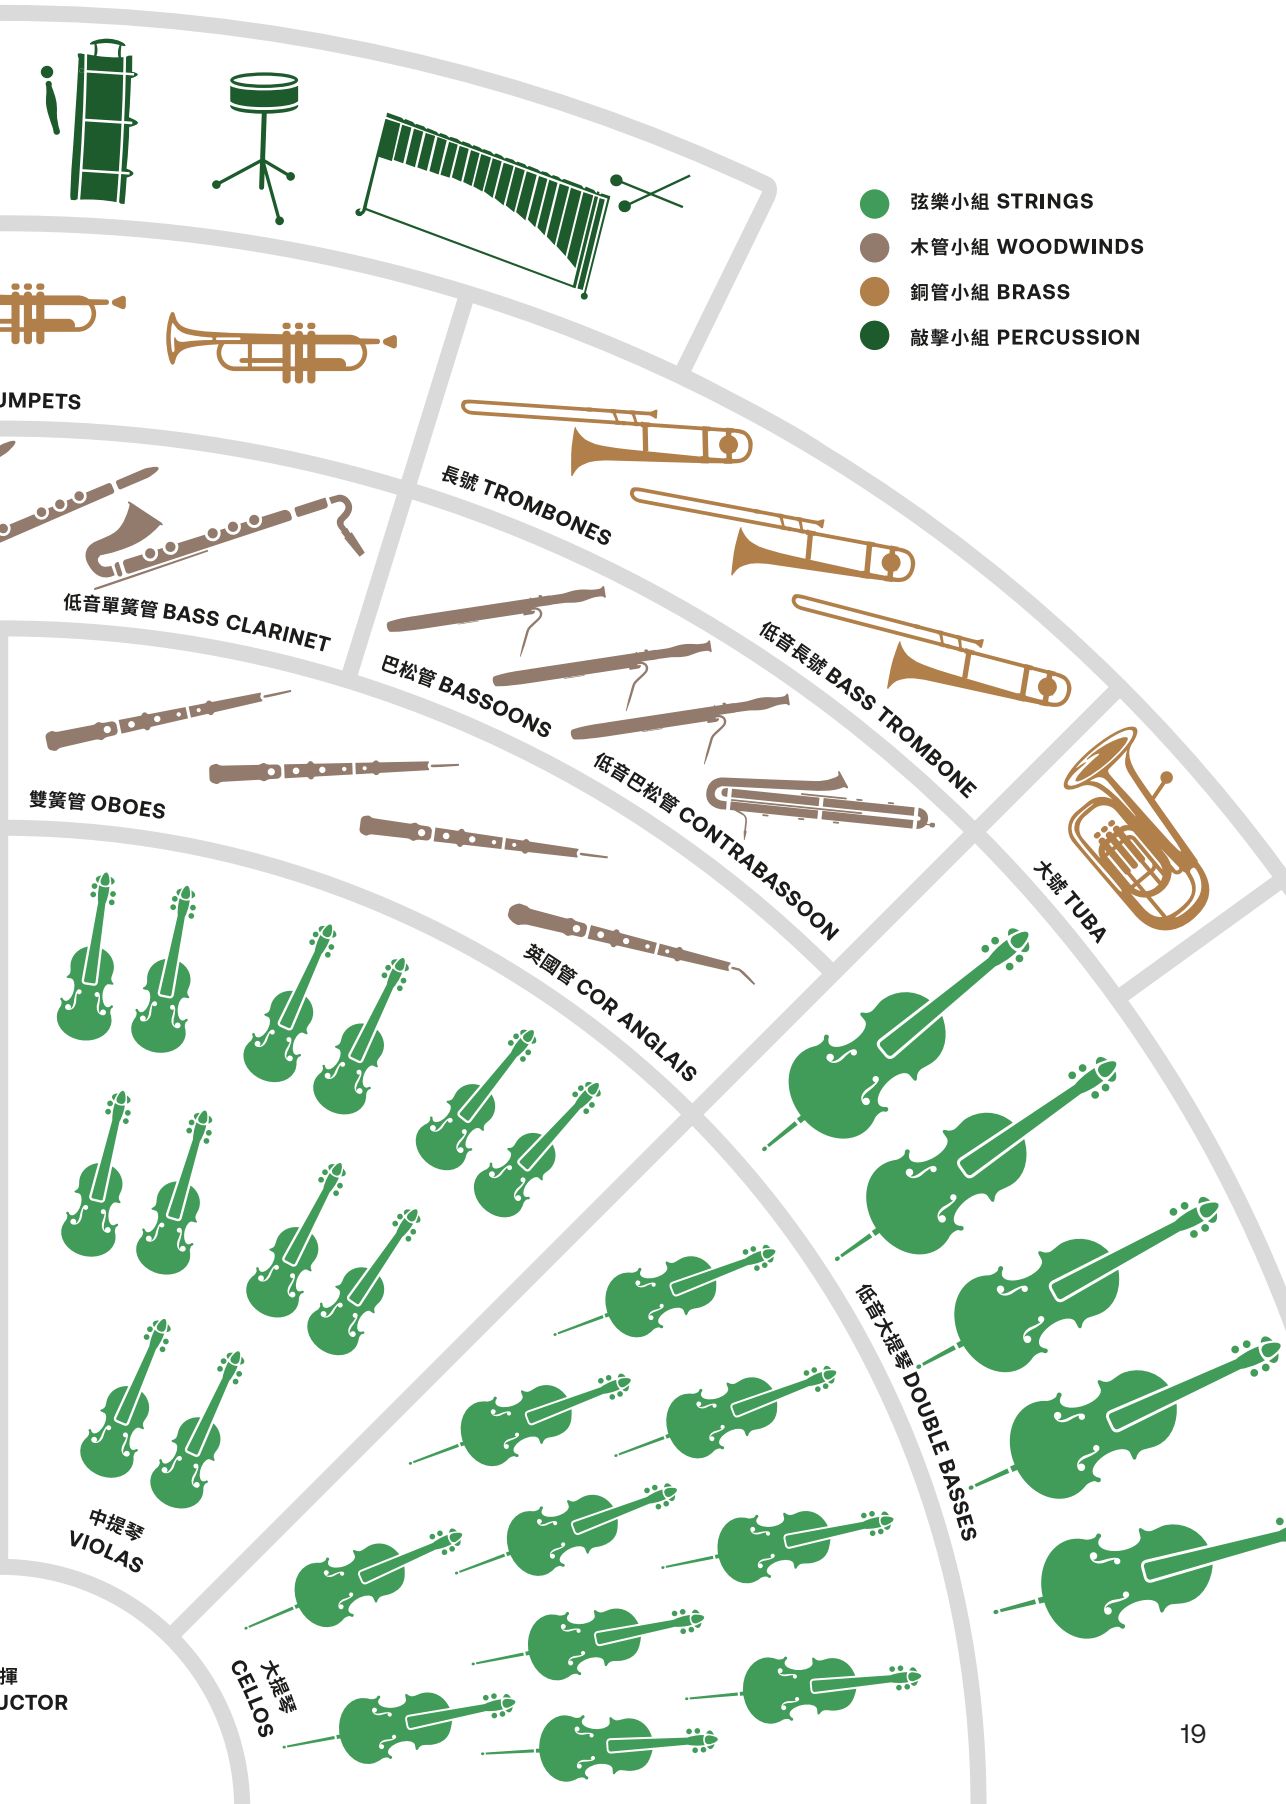 弦樂小組 STRINGS
木管小組 WOODWINDS
銅管小組 BRASS
敲擊小組 PERCUSSION
UMPETS
長號 TROMBONES
低音長號 BASS TROMBONE
大號 TUBA
低音單簧管 BASS CLARINET
巴松管 BASSOONS
低音巴松管 CONTRABASSOON
雙簧管 OBOES
英國管 COR ANGLAIS
低音大提琴 DOUBLE BASSES
中提琴
VIOLAS
大提琴
CELLOS
揮
UCTOR
19